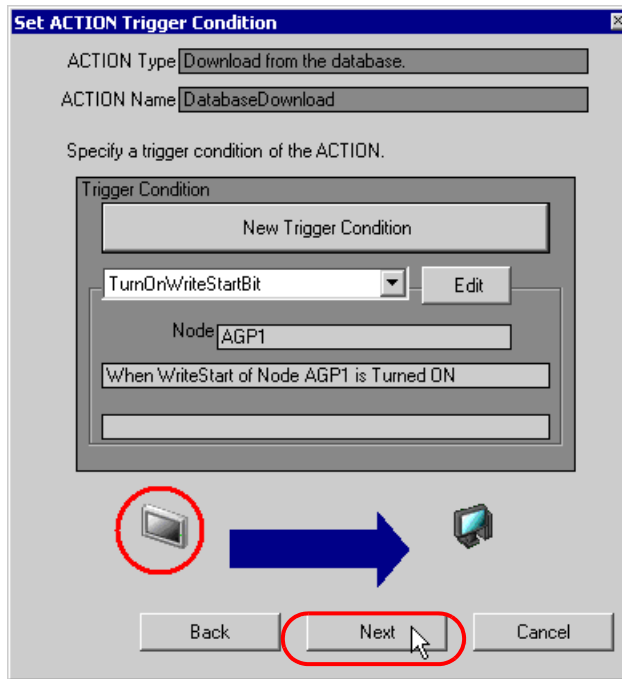 Set ACTION Trigger Condition
ACTION Type Download from the database.
ACTION Name DatabaseDownload
Specify a trigger condition of the ACTION.
Trigger Condition
New Trigger Condition
TurnOnWriteStartBit Edit
Node AGP1
When WriteStart of Node AGP1 is Turned ON
Back Next Cancel